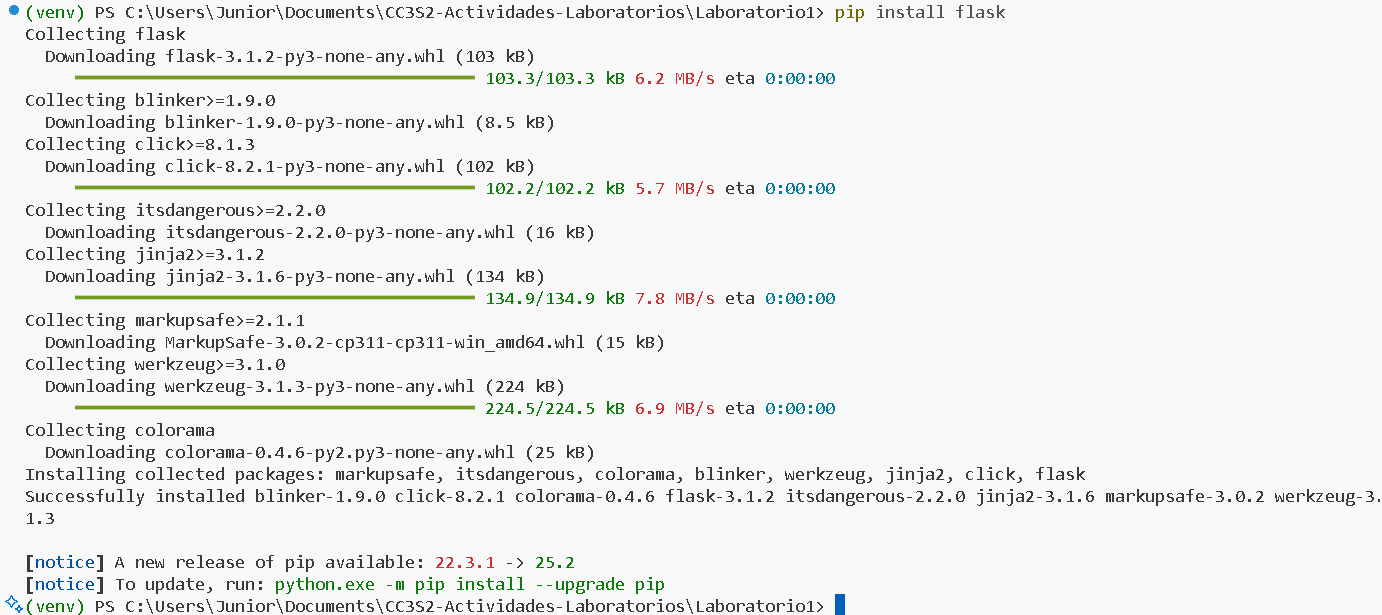 (venv) PS C:\Users\Junior\Documents\CC3S2-Actividades-Laboratorios\Laboratorio1> pip install flask
Collecting flask
  Downloading flask-3.1.2-py3-none-any.whl (103 kB)
     103.3/103.3 kB 6.2 MB/s eta 0:00:00
Collecting blinker>=1.9.0
  Downloading blinker-1.9.0-py3-none-any.whl (8.5 kB)
Collecting click>=8.1.3
  Downloading click-8.2.1-py3-none-any.whl (102 kB)
     102.2/102.2 kB 5.7 MB/s eta 0:00:00
Collecting itsdangerous>=2.2.0
  Downloading itsdangerous-2.2.0-py3-none-any.whl (16 kB)
Collecting jinja2>=3.1.2
  Downloading jinja2-3.1.6-py3-none-any.whl (134 kB)
     134.9/134.9 kB 7.8 MB/s eta 0:00:00
Collecting markupsafe>=2.1.1
  Downloading MarkupSafe-3.0.2-cp311-cp311-win_amd64.whl (15 kB)
Collecting werkzeug>=3.1.0
  Downloading werkzeug-3.1.3-py3-none-any.whl (224 kB)
     224.5/224.5 kB 6.9 MB/s eta 0:00:00
Collecting colorama
  Downloading colorama-0.4.6-py2.py3-none-any.whl (25 kB)
Installing collected packages: markupsafe, itsdangerous, colorama, blinker, werkzeug, jinja2, click, flask
Successfully installed blinker-1.9.0 click-8.2.1 colorama-0.4.6 flask-3.1.2 itsdangerous-2.2.0 jinja2-3.1.6 markupsafe-3.0.2 werkzeug-3.
1.3
[notice] A new release of pip available: 22.3.1 -> 25.2
[notice] To update, run: python.exe -m pip install --upgrade pip
(venv) PS C:\Users\Junior\Documents\CC3S2-Actividades-Laboratorios\Laboratorio1>